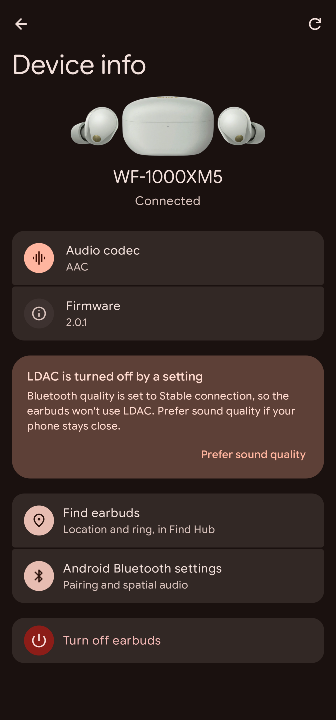 Device info
WF-1000XM5
Connected
Audio codec
AAC
Firmware
2.0.1
LDAC is turned off by a setting
Bluetooth quality is set to Stable connection, so the
earbuds won't use LDAC. Prefer sound quality if your
phone stays close.
Prefer sound quality
Find earbuds
Location and ring, in Find Hub
Android Bluetooth settings
Pairing and spatial audio
Turn off earbuds